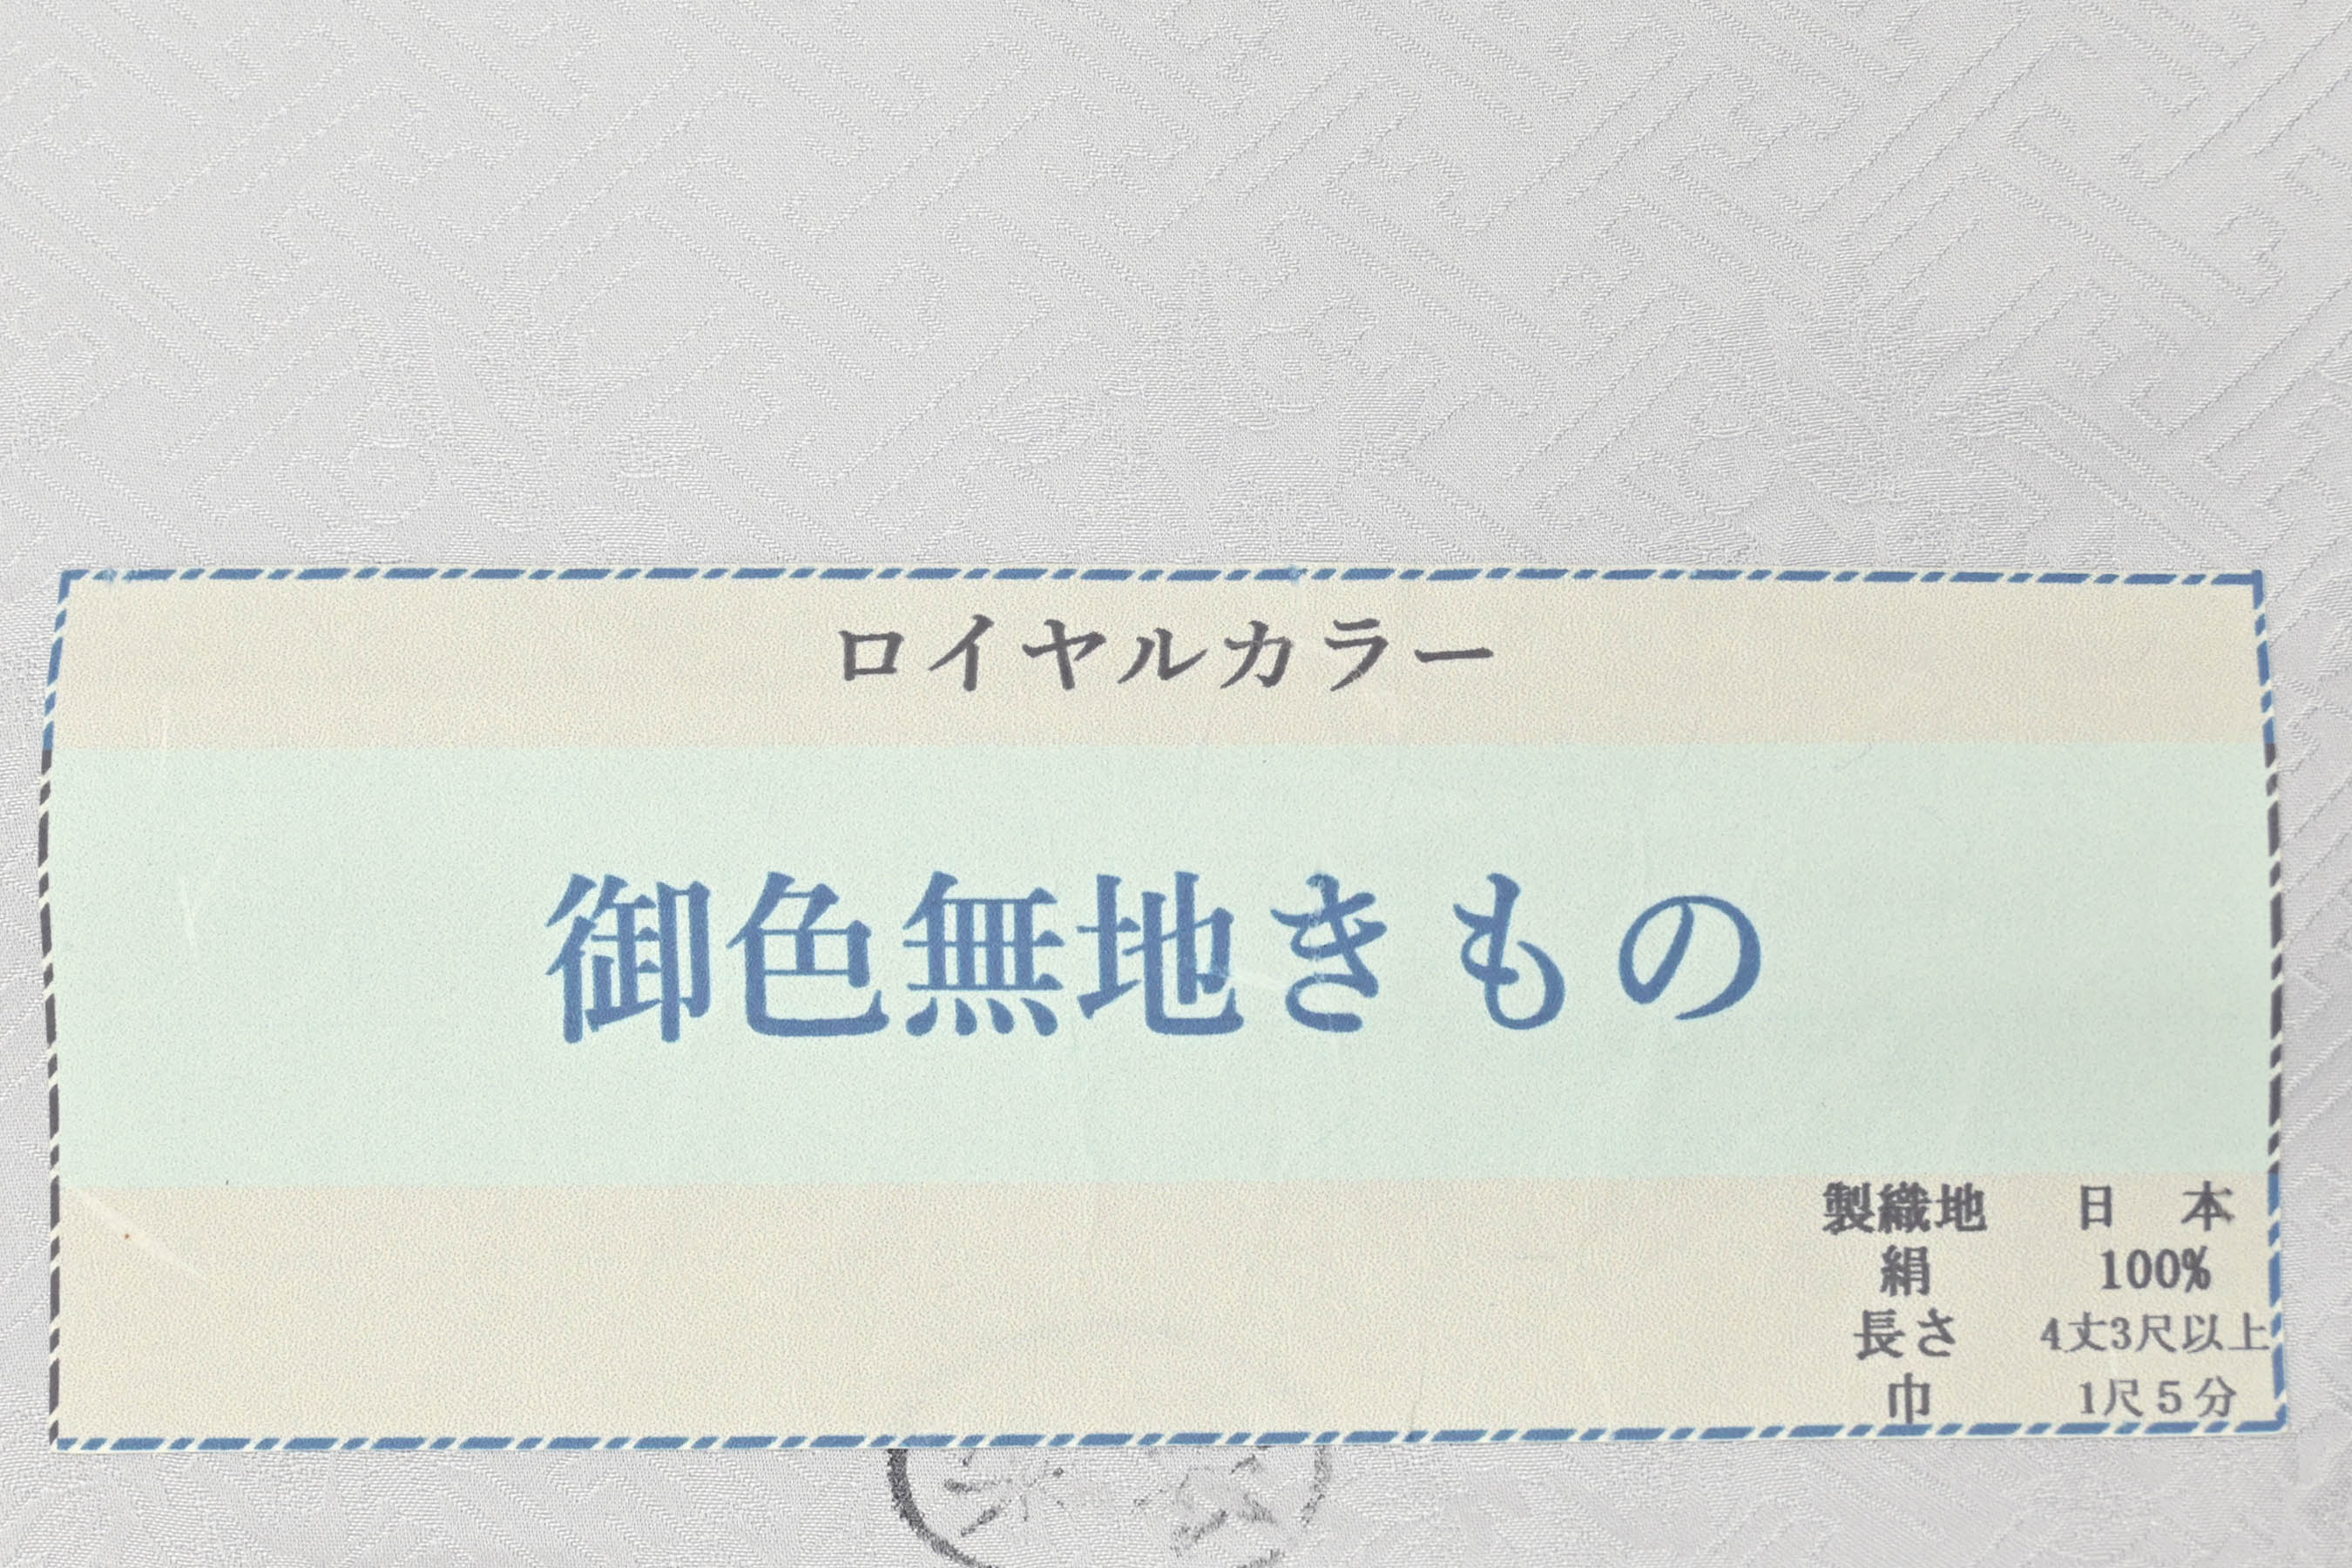 ロイヤルカラー
御色無地きもの
製織地 日本
絹 100%
長さ 4丈3尺以上
巾 1尺5分